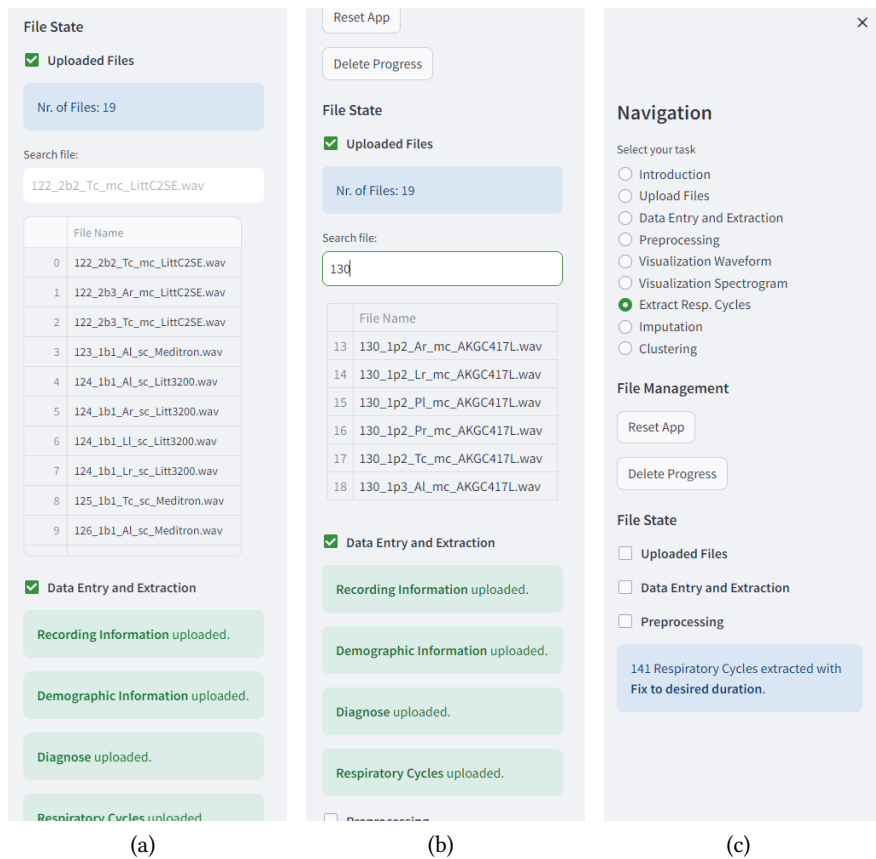 File State
Uploaded Files
Nr. of Files: 19
Search file:
122_2b2_Tc_mc_LittC2SE.wav
File Name
0 122_2b2_Tc_mc_LittC2SE.wav
1 122_2b3_Ar_mc_LittC2SE.wav
2 122_2b3_Tc_mc_LittC2SE.wav
3 123_1b1_Al_sc_Meditron.wav
4 124_1b1_Al_sc_Litt3200.wav
5 124_1b1_Ar_sc_Litt3200.wav
6 124_1b1_Ll_sc_Litt3200.wav
7 124_1b1_Lr_sc_Litt3200.wav
8 125_1b1_Tc_sc_Meditron.wav
9 126_1b1_Al_sc_Meditron.wav
Data Entry and Extraction
Recording Information uploaded.
Demographic Information uploaded.
Diagnose uploaded.
Respiratory Cycles uploaded.
(a)
Reset App
Delete Progress
File State
Uploaded Files
Nr. of Files: 19
Search file:
130
File Name
13 130_1p2_Ar_mc_AKGC417L.wav
14 130_1p2_Lr_mc_AKGC417L.wav
15 130_1p2_Pl_mc_AKGC417L.wav
16 130_1p2_Pr_mc_AKGC417L.wav
17 130_1p2_Tc_mc_AKGC417L.wav
18 130_1p3_Al_mc_AKGC417L.wav
Data Entry and Extraction
Recording Information uploaded.
Demographic Information uploaded.
Diagnose uploaded.
Respiratory Cycles uploaded.
Preprocessing
(b)
Navigation
Select your task
Introduction
Upload Files
Data Entry and Extraction
Preprocessing
Visualization Waveform
Visualization Spectrogram
Extract Resp. Cycles
Imputation
Clustering
File Management
Reset App
Delete Progress
File State
Uploaded Files
Data Entry and Extraction
Preprocessing
141 Respiratory Cycles extracted with
Fix to desired duration.
(c)